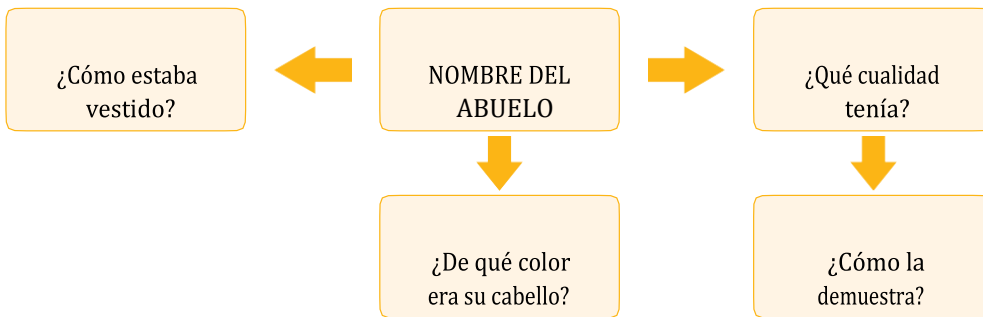 ¿Cómo estaba
vestido?
NOMBRE DEL
ABUELO
¿Qué cualidad
tenía?
¿De qué color
era su cabello?
¿Cómo la
demuestra?